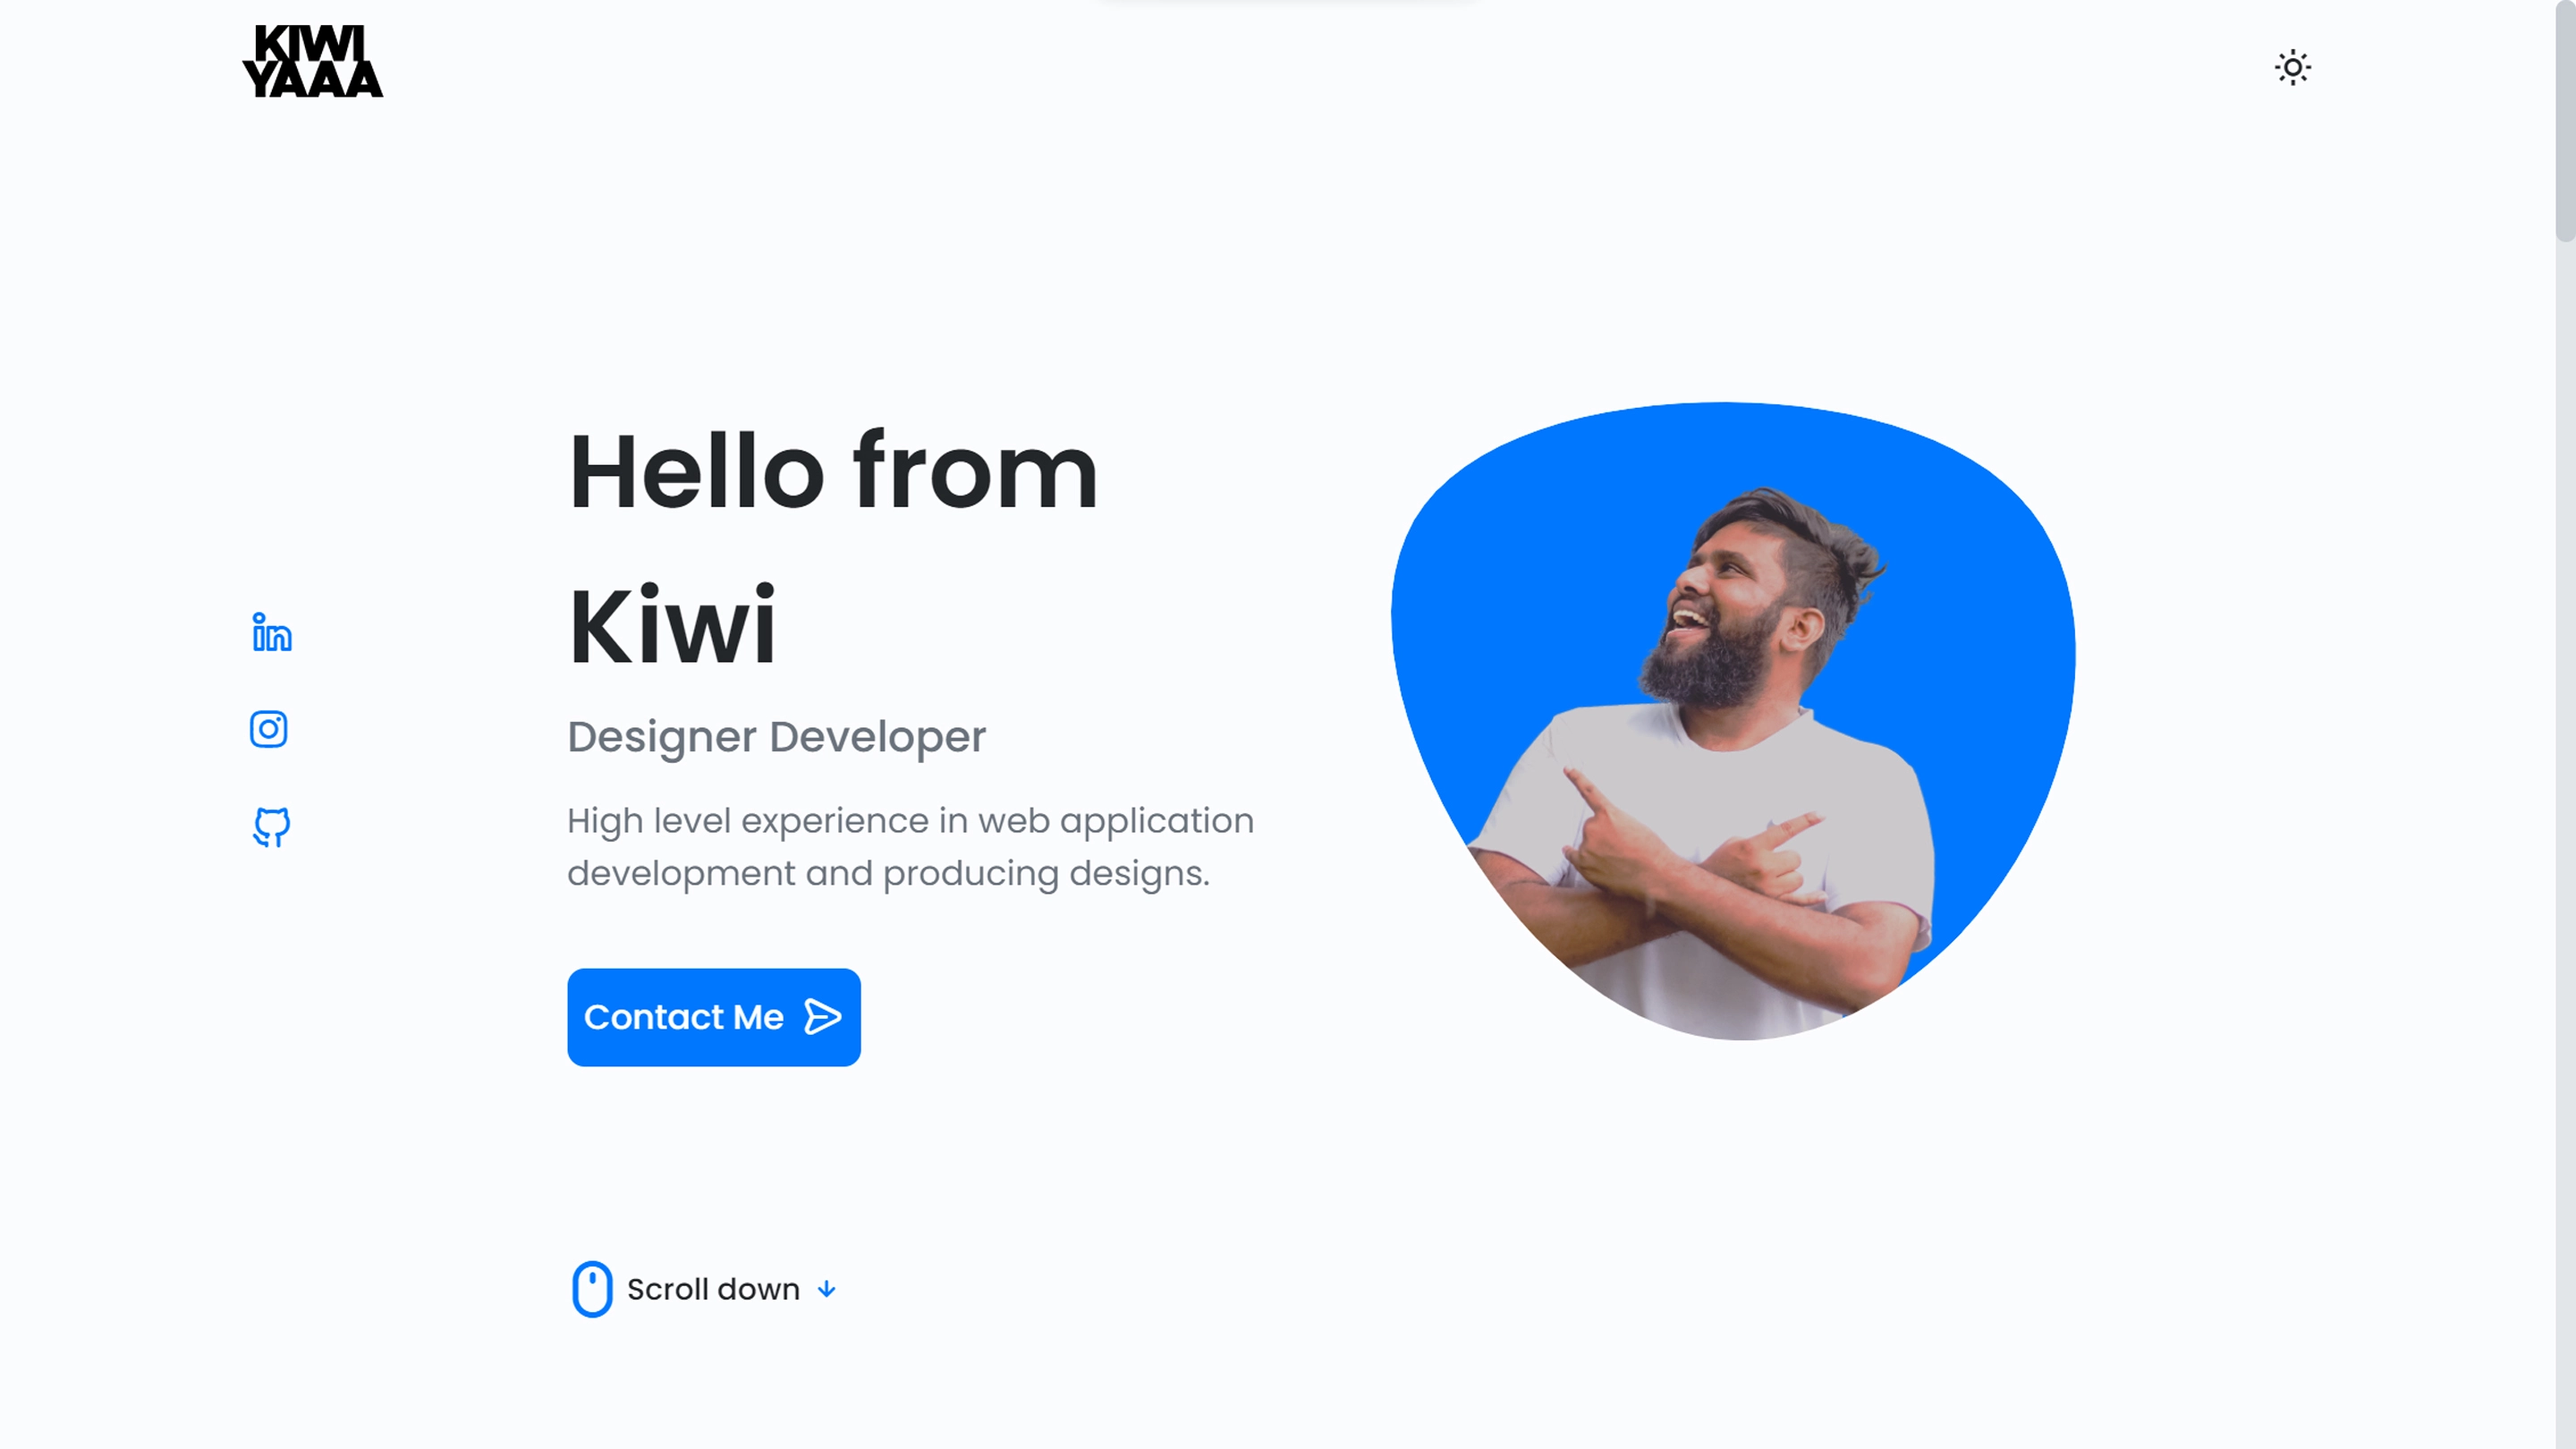 KIWI
YAAA
Hello from
Kiwi
Designer Developer
High level experience in web application
development and producing designs.
Contact Me
Scroll down